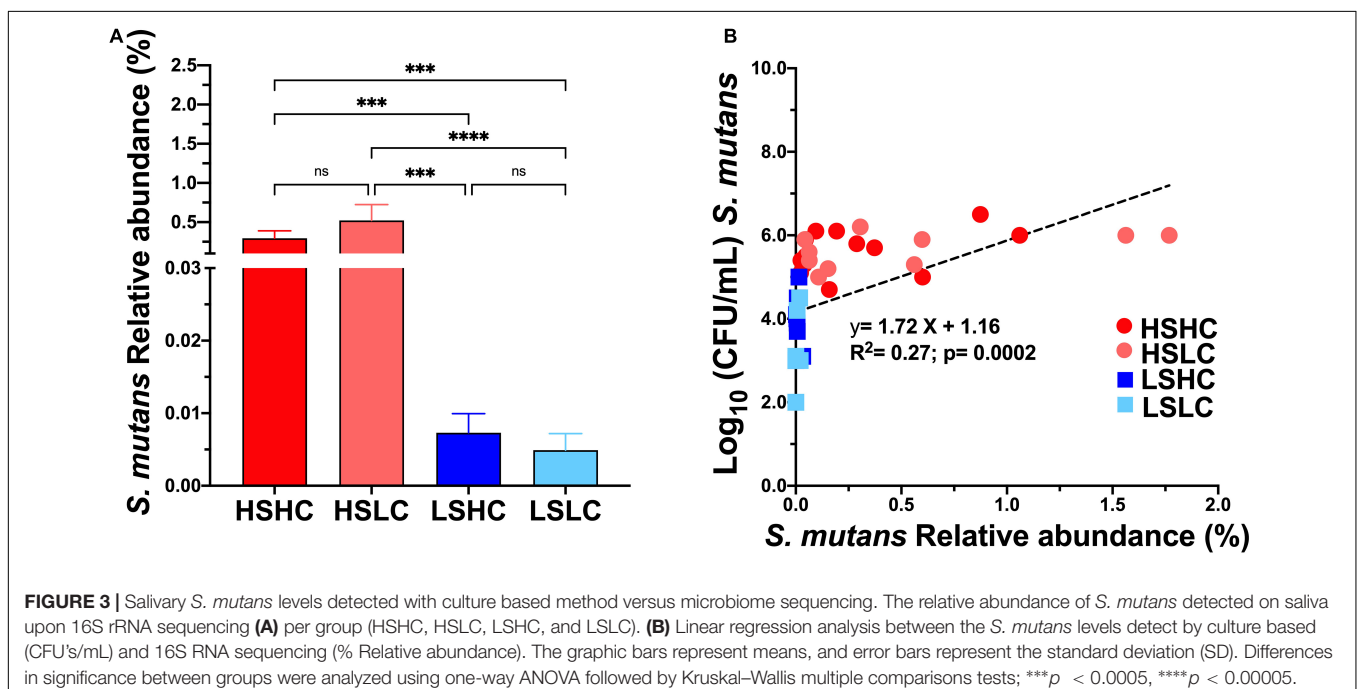 A
S. mutans Relative abundance (%)
2.5
2.0
1.5
1.0
0.5
0.03
0.02
0.01
0.00
***
***
****
ns
***
ns
HSHC
HSLC
LSHC
LSLC
B
Log10 (CFU/mL) S. mutans
10.0
8.0
6.0
4.0
2.0
0.0
0.0
0.5
1.0
1.5
2.0
S. mutans Relative abundance (%)
y= 1.72 X + 1.16
R²= 0.27; p= 0.0002
HSHC
HSLC
LSHC
LSLC
FIGURE 3 | Salivary S. mutans levels detected with culture based method versus microbiome sequencing. The relative abundance of S. mutans detected on saliva
upon 16S rRNA sequencing (A) per group (HSHC, HSLC, LSHC, and LSLC). (B) Linear regression analysis between the S. mutans levels detect by culture based
(CFU's/mL) and 16S RNA sequencing (% Relative abundance). The graphic bars represent means, and error bars represent the standard deviation (SD). Differences
in significance between groups were analyzed using one-way ANOVA followed by Kruskal–Wallis multiple comparisons tests; ***p < 0.0005, ****p < 0.00005.